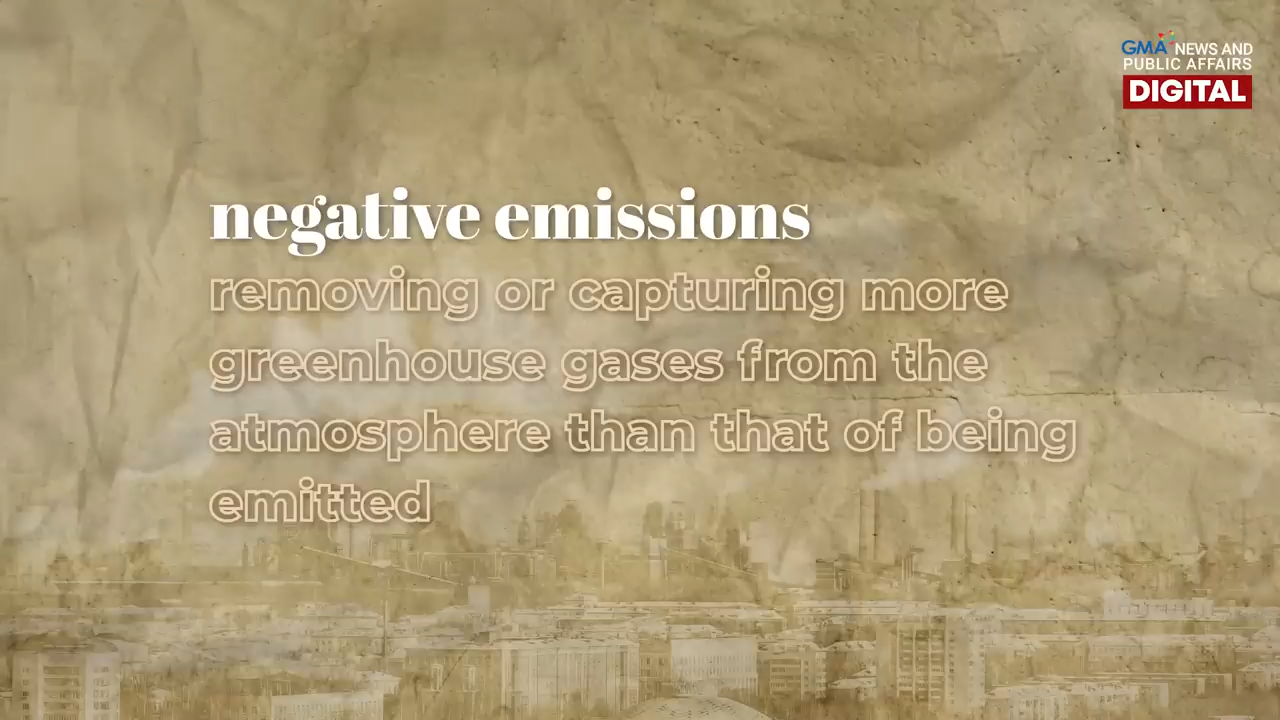 GMA NEWS AND
PUBLIC AFFAIRS
DIGITAL
negative emissions
removing or capturing more
greenhouse gases from the
atmosphere than that of being
emitted